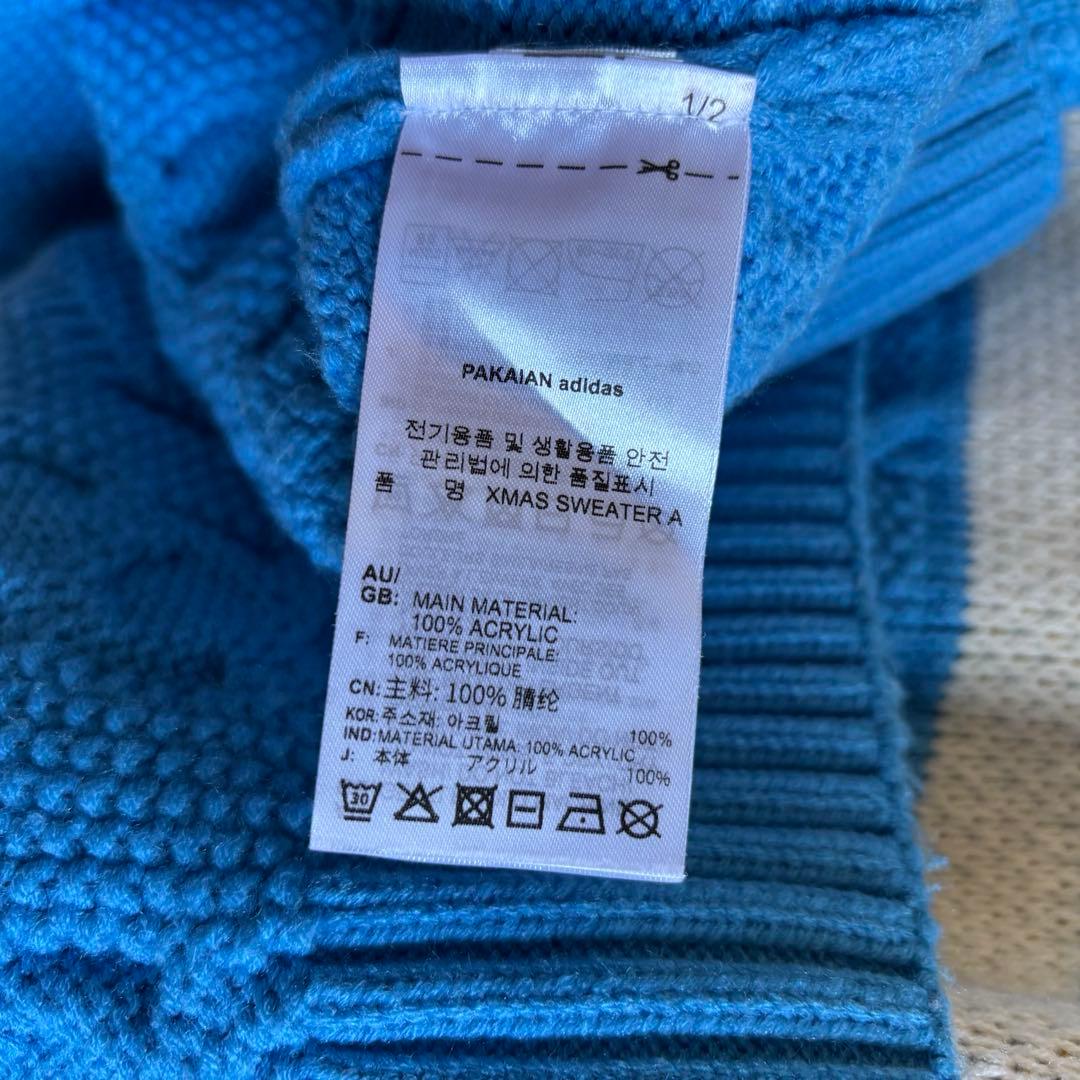 1/2
PAKAIAN adidas
전기용품 및 생활용품 안전
관리법에 의한 품질표시
품 명 XMAS SWEATER A
AU/
GB: MAIN MATERIAL:
100% ACRYLIC
F: MATIERE PRINCIPALE:
100% ACRYLIQUE
CN: 主料: 100% 腈纶
KOR: 주소재: 아크릴 100%
IND: MATERIAL UTAMA: 100% ACRYLIC
J: 本体 アクリル 100%
30